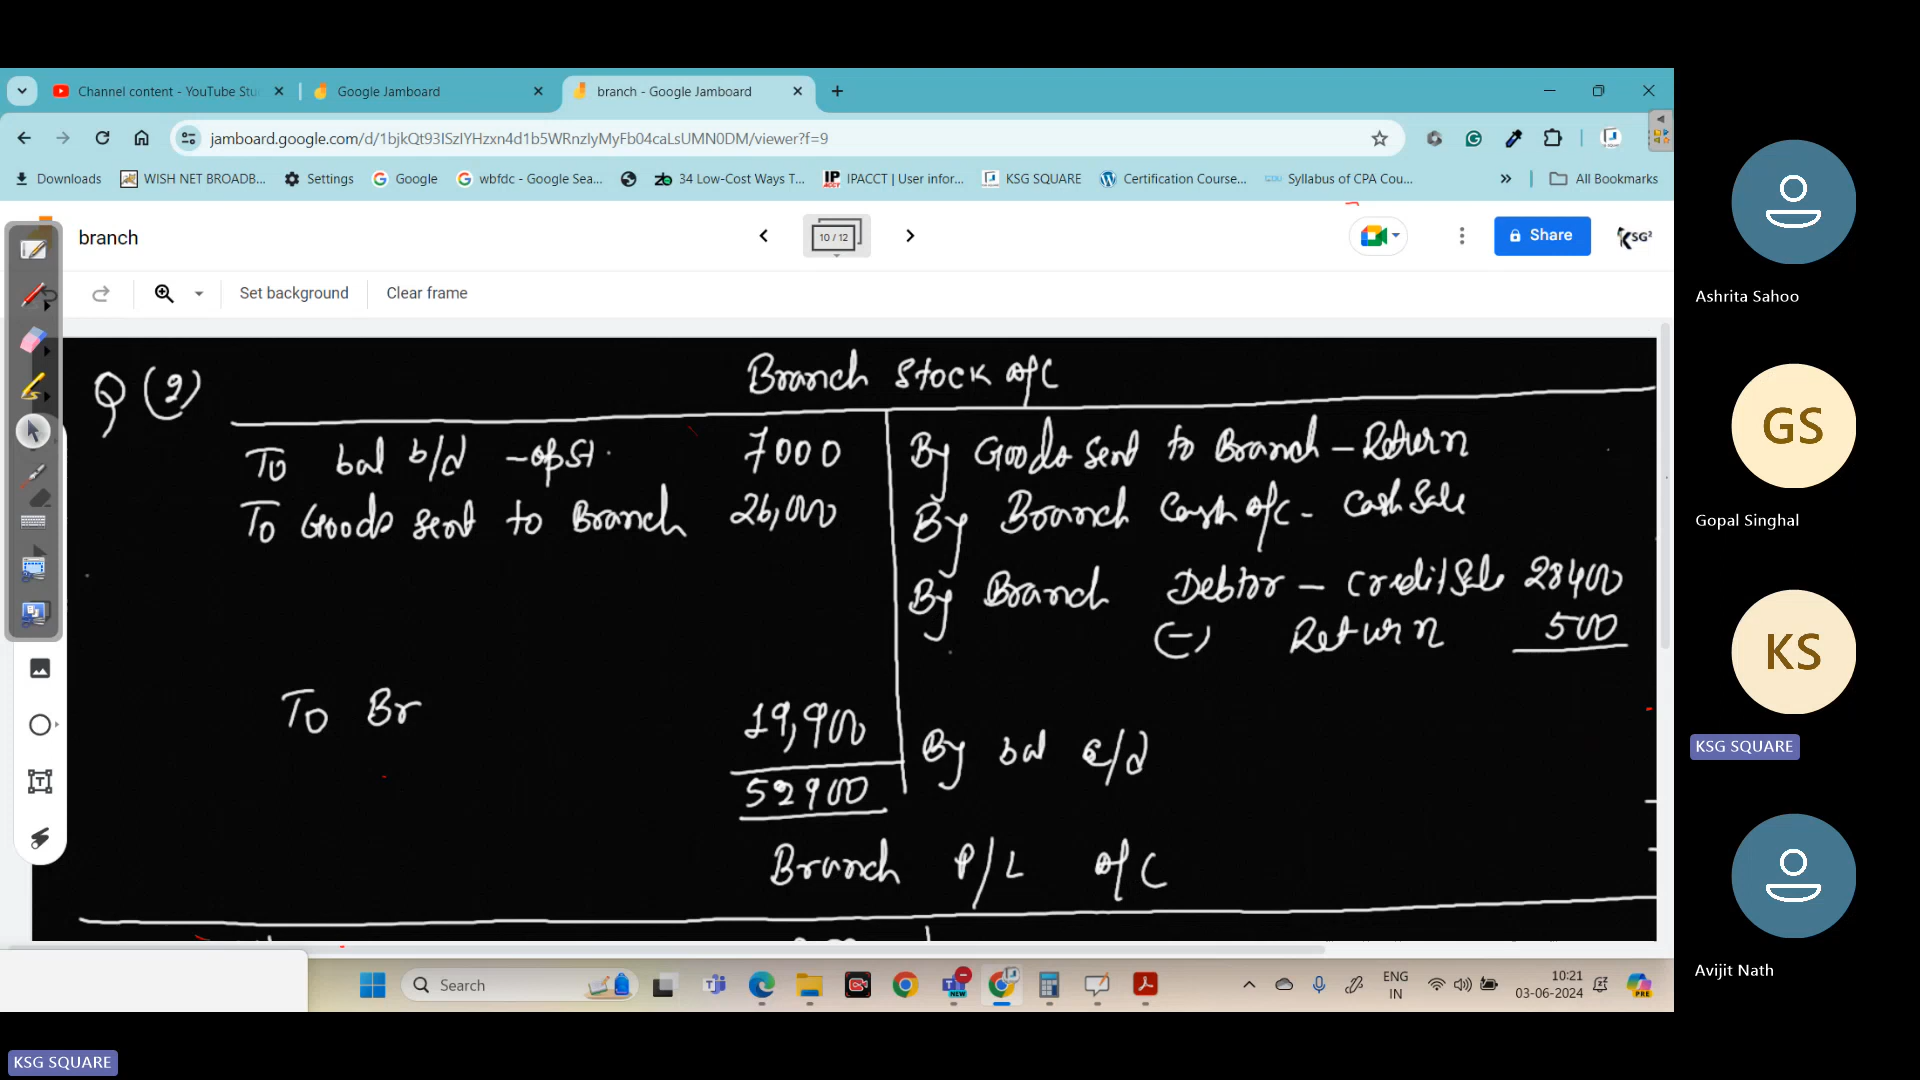 Channel content - YouTube Stu
Google Jamboard
branch - Google Jamboard
jamboard.google.com/d/1bjkQt93ISzIYHzxn4d1b5WRnzIyMyFb04caLsUMN0DM/viewer?f=9
Downloads
WISH NET BROADB...
Settings
Google
wbfdc - Google Sea...
34 Low-Cost Ways T...
IPACCT | User infor...
KSG SQUARE
Certification Course...
Syllabus of CPA Cou...
All Bookmarks
branch
10 / 12
Share
KSG²
Set background
Clear frame
Q (2)
Branch Stock A/C
To bal b/d - opSt. 7000
By Goods Sent to Branch - Return
To Goods Sent to Branch 26,000
By Branch Cash A/C - Cash Sale
By Branch Debtor - Credit Sale 28400
(-) Return 500
To Br 19,900
By bal c/d
52900
Branch P/L A/C
Search
ENG
IN
10:21
03-06-2024
Ashrita Sahoo
GS
Gopal Singhal
KS
KSG SQUARE
Avijit Nath
KSG SQUARE